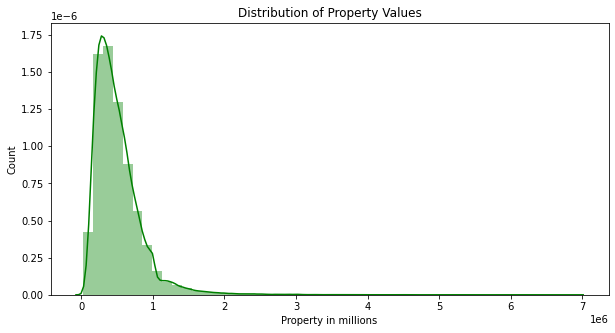 Distribution of Property Values
1e−6
1.75
1.50
1.25
1.00
0.75
0.50
0.25
0.00
Count
0 1 2 3 4 5 6 7
1e6
Property in millions